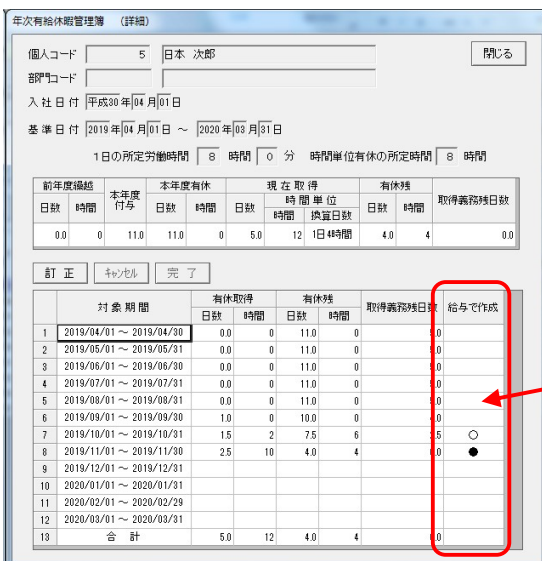 年次有給休暇管理簿 （詳細）
個人コード 5 日本 次郎 閉じる
部門コード
入社日付 平成30年04月01日
基準日付 2019年04月01日 ～ 2020年03月31日
1日の所定労働時間 8 時間 0 分 時間単位有休の所定時間 8 時間
前年度繰越 本年度付与 本年度有休 現在取得 有休残 取得義務残日数
日数 時間 日数 時間 日数 時間単位 日数 時間
時間 換算日数
0.0 0 11.0 11.0 0 5.0 12 1日4時間 4.0 4 0.0
訂正 キャンセル 完了
対象期間 有休取得 有休残 取得義務残日数 給与で作成
日数 時間 日数 時間
1 2019/04/01 ～ 2019/04/30 0.0 0 11.0 0 .0
2 2019/05/01 ～ 2019/05/31 0.0 0 11.0 0 .0
3 2019/06/01 ～ 2019/06/30 0.0 0 11.0 0 .0
4 2019/07/01 ～ 2019/07/31 0.0 0 11.0 0 .0
5 2019/08/01 ～ 2019/08/31 0.0 0 11.0 0 .0
6 2019/09/01 ～ 2019/09/30 1.0 0 10.0 0 .0
7 2019/10/01 ～ 2019/10/31 1.5 2 7.5 6 .5 ○
8 2019/11/01 ～ 2019/11/30 2.5 10 4.0 4 .0 ●
9 2019/12/01 ～ 2019/12/31
10 2020/01/01 ～ 2020/01/31
11 2020/02/01 ～ 2020/02/29
12 2020/03/01 ～ 2020/03/31
13 合計 5.0 12 4.0 4 .0